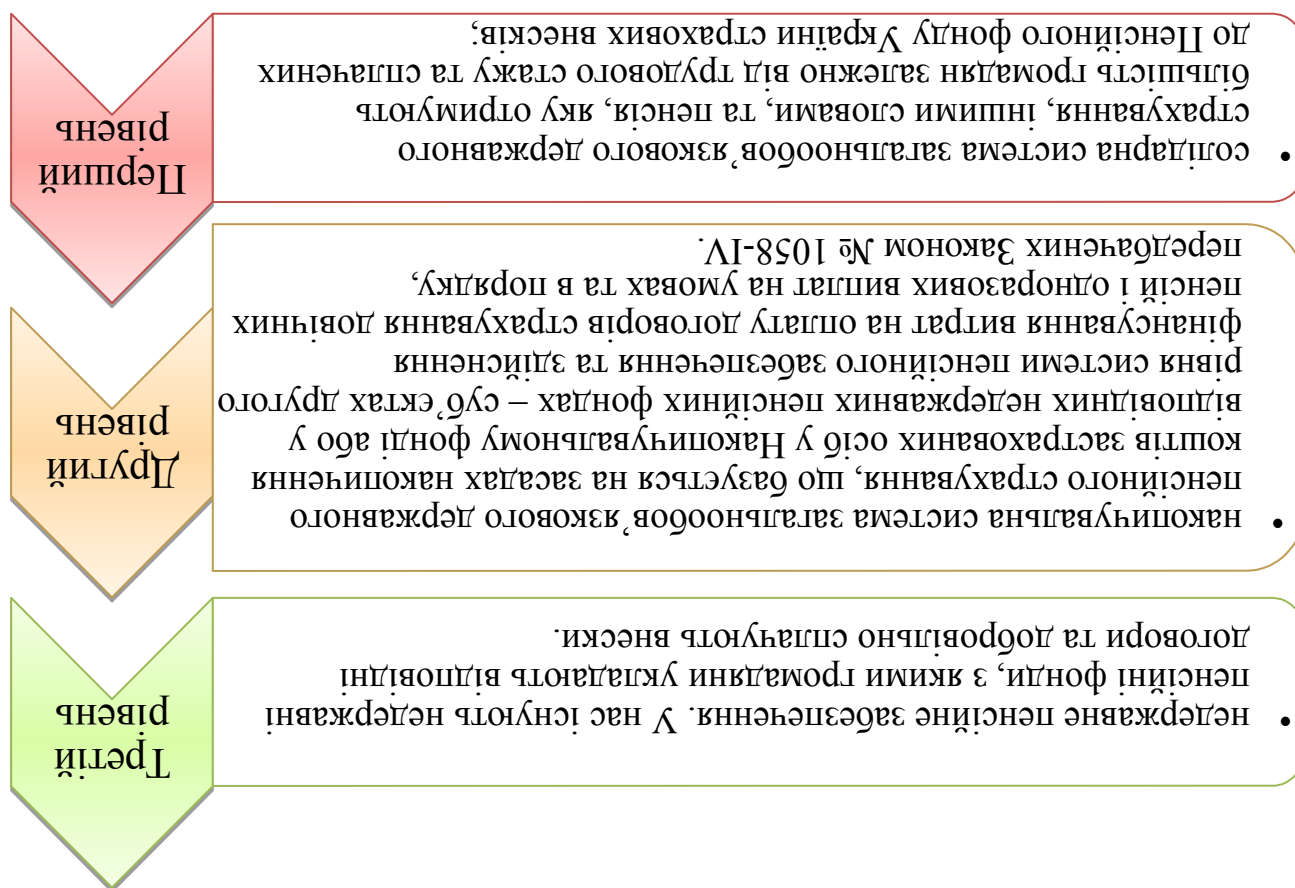 Перший
рівень
• солідарна система загальнообов’язкового державного
страхування, іншими словами, та пенсія, яку отримують
більшість громадян залежно від трудового стажу та сплачених
до Пенсійного фонду України страхових внесків;
Другий
рівень
• накопичувальна система загальнообов’язкового державного
пенсійного страхування, що базується на засадах накопичення
коштів застрахованих осіб у Накопичувальному фонді або у
відповідних недержавних пенсійних фондах – суб’єктах другого
рівня системи пенсійного забезпечення та здійснення
фінансування витрат на оплату договорів страхування довічних
пенсій і одноразових виплат на умовах та в порядку,
передбачених Законом № 1058-IV.
Третій
рівень
• недержавне пенсійне забезпечення. У нас існують недержавні
пенсійні фонди, з якими громадяни укладають відповідні
договори та добровільно сплачують внески.